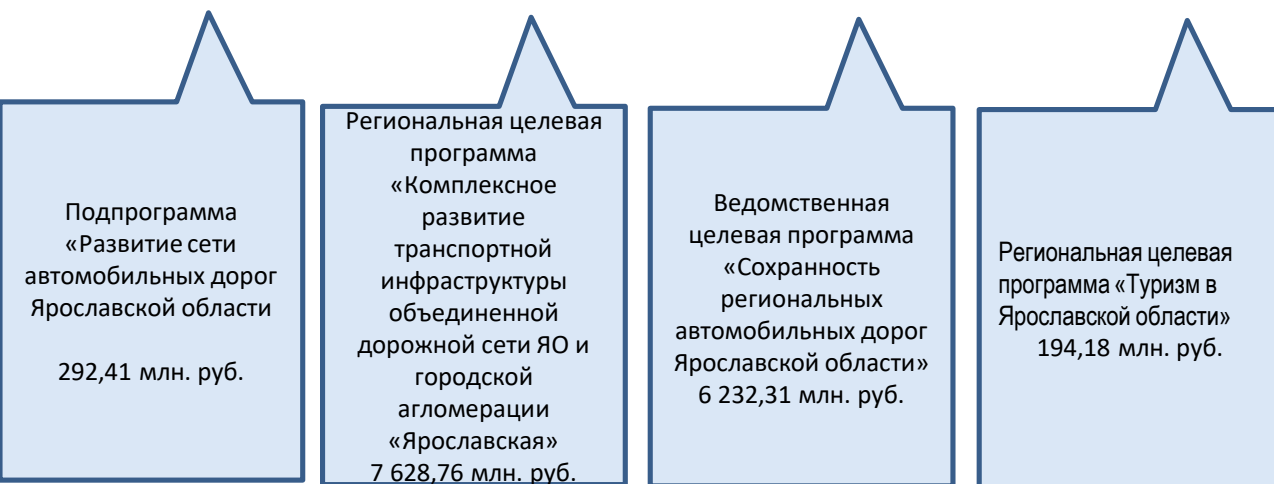 Подпрограмма
«Развитие сети
автомобильных дорог
Ярославской области
292,41 млн. руб.
Региональная целевая
программа
«Комплексное
развитие
транспортной
инфраструктуры
объединенной
дорожной сети ЯО и
городской
агломерации
«Ярославская»
7 628,76 млн. руб.
Ведомственная
целевая программа
«Сохранность
региональных
автомобильных дорог
Ярославской области»
6 232,31 млн. руб.
Региональная целевая
программа «Туризм в
Ярославской области»
194,18 млн. руб.